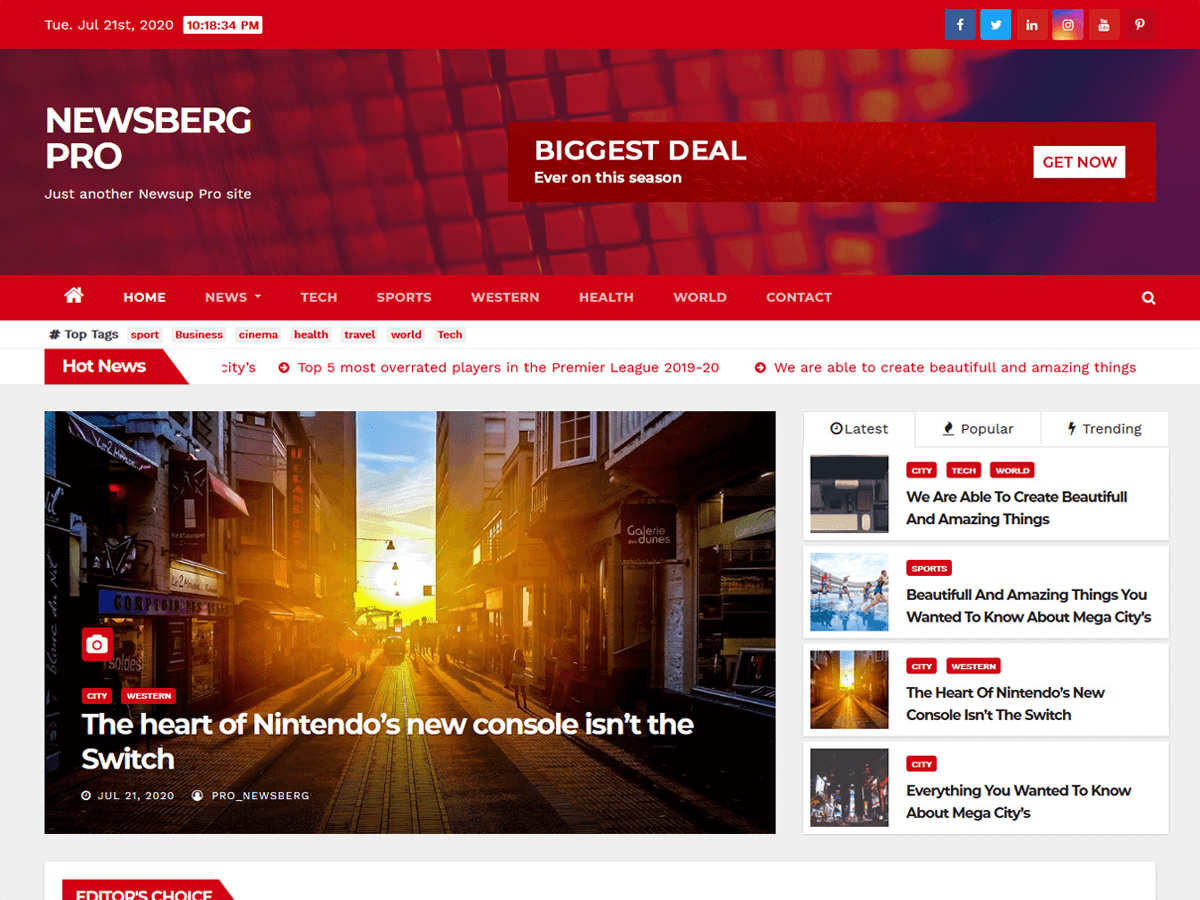 Tue. Jul 21st, 2020 10:18:34 PM
NEWSBERG
PRO
Just another Newsup Pro site
BIGGEST DEAL
Ever on this season
GET NOW
HOME NEWS TECH SPORTS WESTERN HEALTH WORLD CONTACT
# Top Tags sport Business cinema health travel world Tech
Hot News city's Top 5 most overrated players in the Premier League 2019-20 We are able to create beautifull and amazing things
Galerie
des dunes
COMPTOIR DES
soldes
CITY WESTERN
The heart of Nintendo's new console isn't the
Switch
JUL 21, 2020 PRO_NEWSBERG
Latest Popular Trending
CITY TECH WORLD
We Are Able To Create Beautifull
And Amazing Things
SPORTS
Beautifull And Amazing Things You
Wanted To Know About Mega City's
CITY WESTERN
The Heart Of Nintendo's New
Console Isn't The Switch
CITY
Everything You Wanted To Know
About Mega City's
EDITOR'S CHOICE